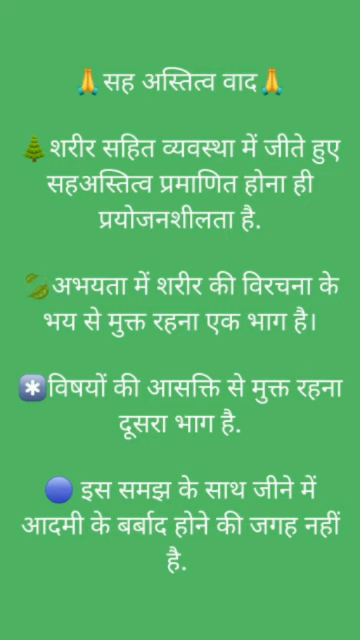 🙏सह अस्तित्व वाद🙏
🌲शरीर सहित व्यवस्था में जीते हुए
सहअस्तित्व प्रमाणित होना ही
प्रयोजनशीलता है.
🍃अभयता में शरीर की विरचना के
भय से मुक्त रहना एक भाग है।
*️⃣विषयों की आसक्ति से मुक्त रहना
दूसरा भाग है.
🔵 इस समझ के साथ जीने में
आदमी के बर्बाद होने की जगह नहीं
है.